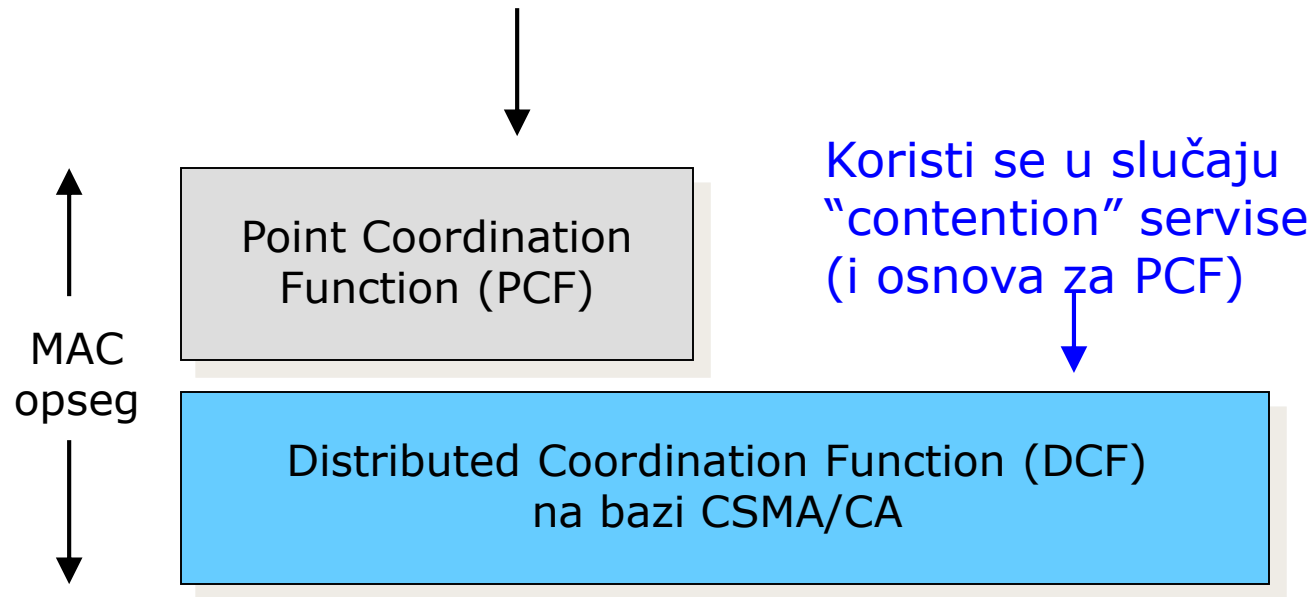 Koristi se u slučaju
“contention” servise
(i osnova za PCF)
Point Coordination
Function (PCF)
MAC
opseg
Distributed Coordination Function (DCF)
na bazi CSMA/CA